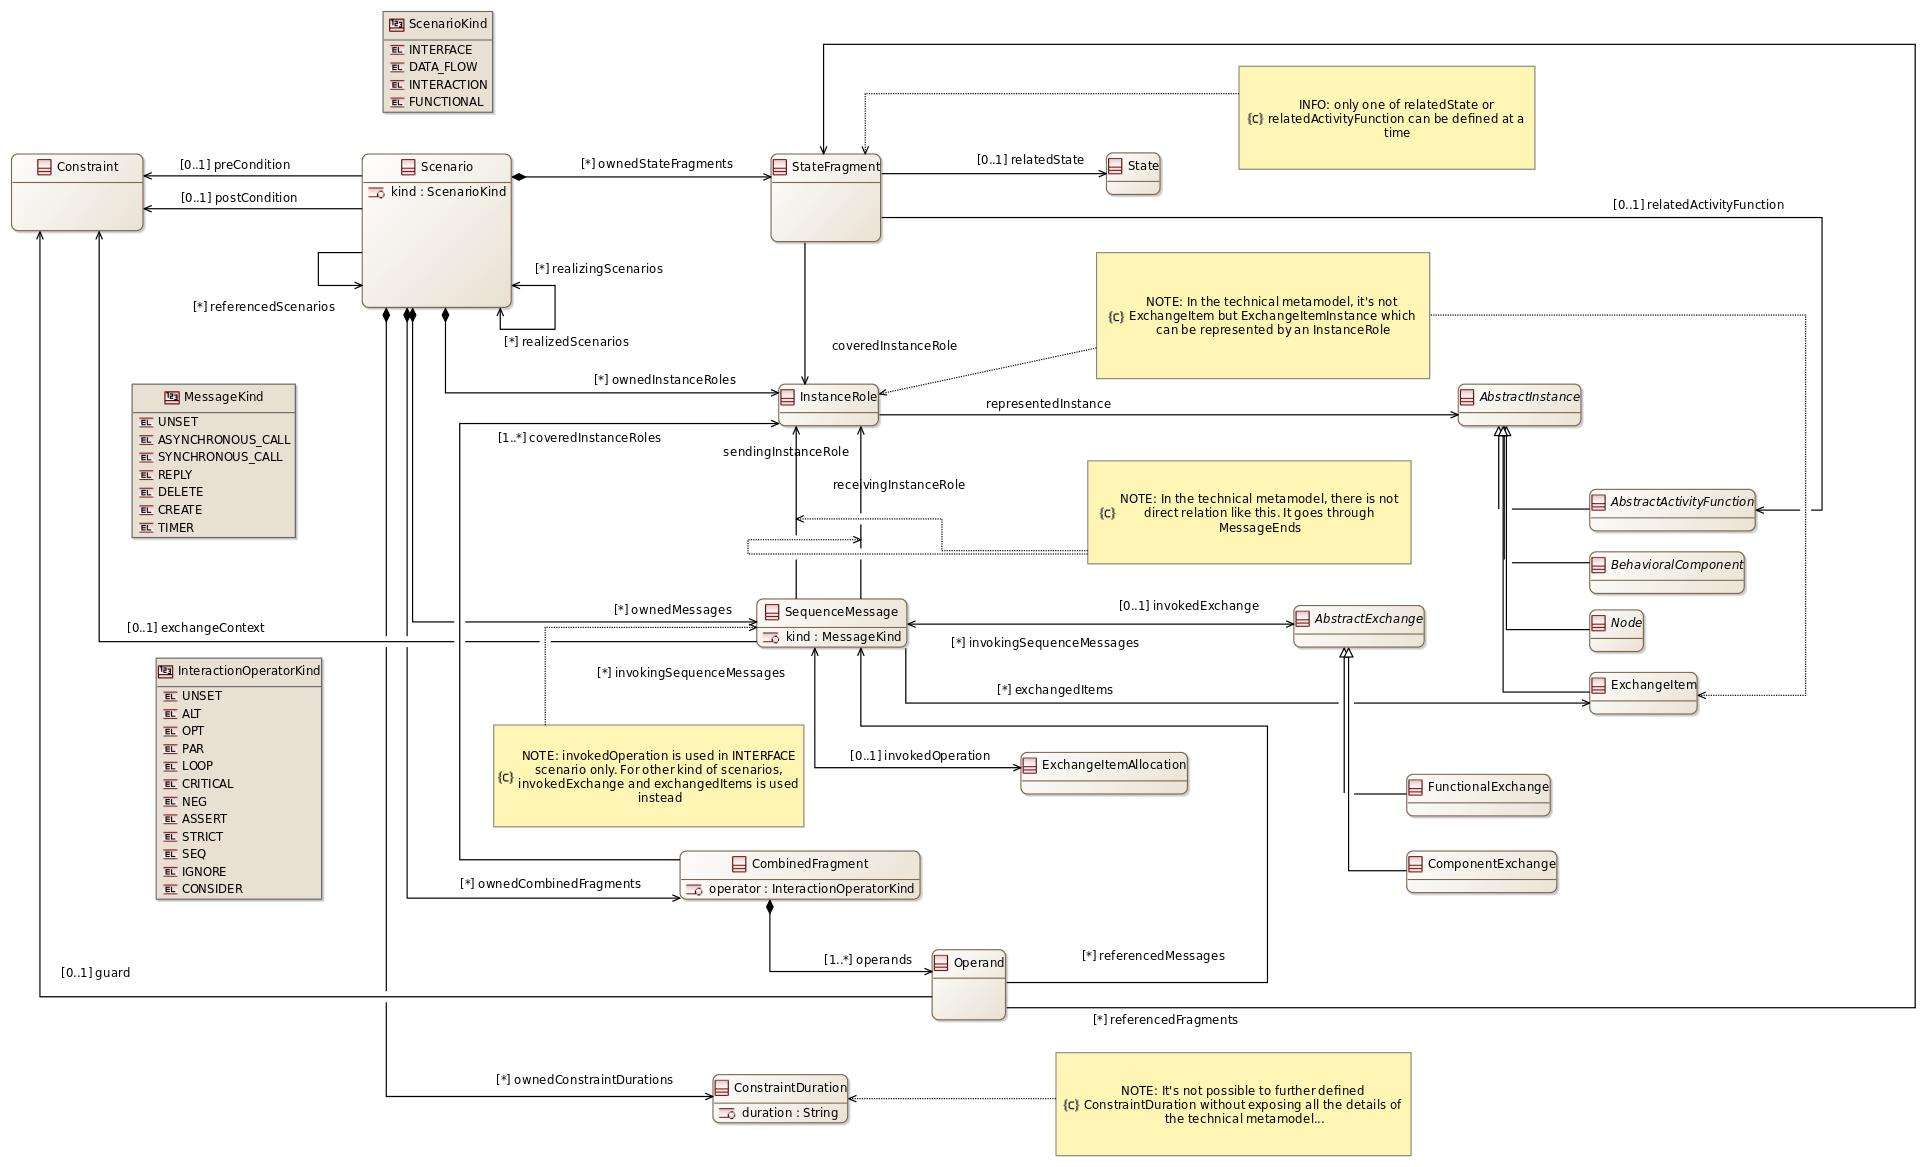 ScenarioKind
INTERFACE
DATA_FLOW
INTERACTION
FUNCTIONAL
INFO: only one of relatedState or
{c} relatedActivityFunction can be defined at a
time
Constraint
[0..1] preCondition
[0..1] postCondition
Scenario
kind : ScenarioKind
[*] ownedStateFragments
StateFragment
[0..1] relatedState
State
[0..1] relatedActivityFunction
[*] realizingScenarios
[*] referencedScenarios
[*] realizedScenarios
NOTE: In the technical metamodel, it's not
{c} ExchangeItem but ExchangeItemInstance which
can be represented by an InstanceRole
coveredInstanceRole
[*] ownedInstanceRoles
InstanceRole
representedInstance
AbstractInstance
[1..*] coveredInstanceRoles
sendingInstanceRole
receivingInstanceRole
MessageKind
UNSET
ASYNCHRONOUS_CALL
SYNCHRONOUS_CALL
REPLY
DELETE
CREATE
TIMER
NOTE: In the technical metamodel, there is not
{c} direct relation like this. It goes through
MessageEnds
AbstractActivityFunction
BehavioralComponent
Node
ExchangeItem
[*] ownedMessages
SequenceMessage
kind : MessageKind
[0..1] invokedExchange
[*] invokingSequenceMessages
AbstractExchange
[0..1] exchangeContext
[*] invokingSequenceMessages
[*] exchangedItems
InteractionOperatorKind
UNSET
ALT
OPT
PAR
LOOP
CRITICAL
NEG
ASSERT
STRICT
SEQ
IGNORE
CONSIDER
NOTE: invokedOperation is used in INTERFACE
scenario only. For other kind of scenarios,
{c} invokedExchange and exchangedItems is used
instead
[0..1] invokedOperation
ExchangeItemAllocation
FunctionalExchange
ComponentExchange
CombinedFragment
operator : InteractionOperatorKind
[*] ownedCombinedFragments
[1..*] operands
Operand
[*] referencedMessages
[0..1] guard
[*] referencedFragments
[*] ownedConstraintDurations
ConstraintDuration
duration : String
NOTE: It's not possible to further defined
{c} ConstraintDuration without exposing all the details of
the technical metamodel...